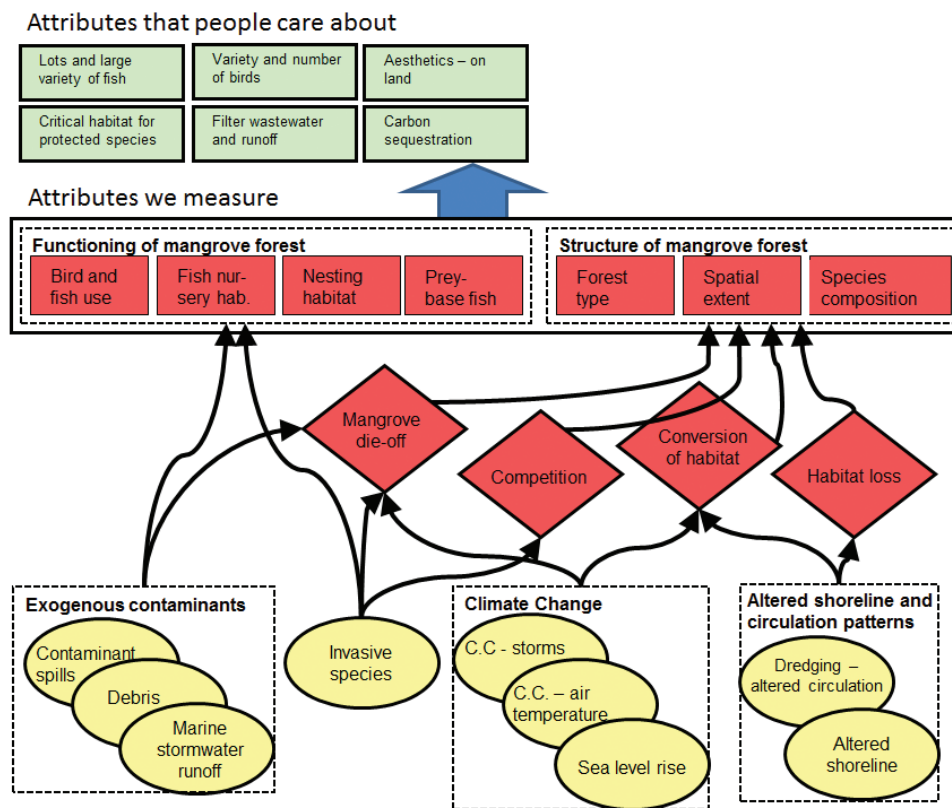 Attributes that people care about
Lots and large
variety of fish
Variety and number
of birds
Aesthetics – on
land
Critical habitat for
protected species
Filter wastewater
and runoff
Carbon
sequestration
Attributes we measure
Functioning of mangrove forest
Bird and
fish use
Fish nur-
sery hab.
Nesting
habitat
Prey-
base fish
Structure of mangrove forest
Forest
type
Spatial
extent
Species
composition
Mangrove
die-off
Competition
Conversion
of habitat
Habitat loss
Exogenous contaminants
Contaminant
spills
Debris
Marine
stormwater
runoff
Invasive
species
Climate Change
C.C - storms
C.C. – air
temperature
Sea level rise
Altered shoreline and
circulation patterns
Dredging –
altered circulation
Altered
shoreline